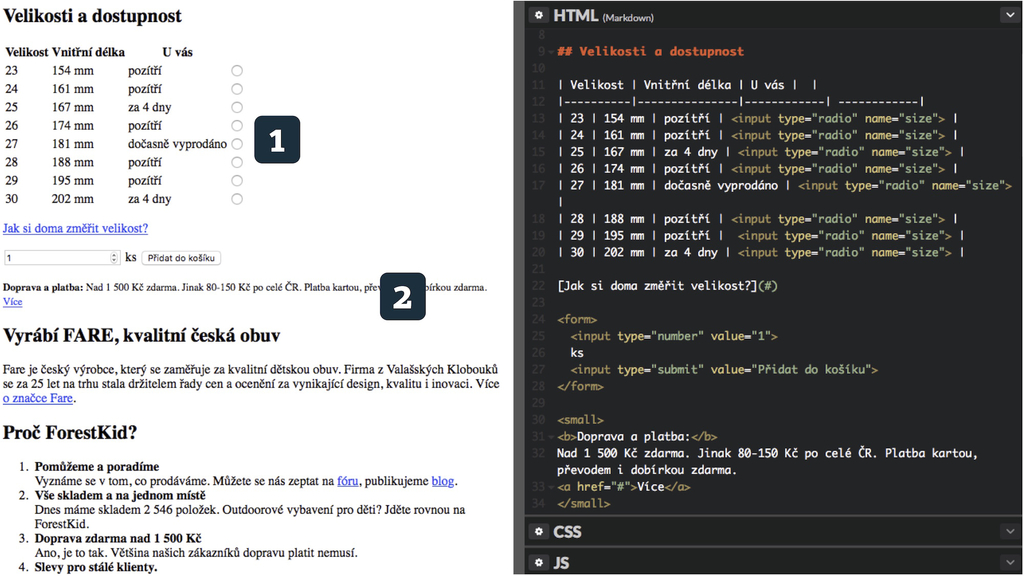 Velikosti a dostupnost
Velikost Vnitřní délka U vás
23 154 mm pozítří
24 161 mm pozítří
25 167 mm za 4 dny
26 174 mm pozítří
27 181 mm dočasně vyprodáno
28 188 mm pozítří
29 195 mm pozítří
30 202 mm za 4 dny
1
Jak si doma změřit velikost?
1 ks Přidat do košíku
Doprava a platba: Nad 1 500 Kč zdarma. Jinak 80-150 Kč po celé ČR. Platba kartou, zdarma.
2
Více
Vyrábí FARE, kvalitní česká obuv
Fare je český výrobce, který se zaměřuje za kvalitní dětskou obuv. Firma z Valašských Klobouků
se za 25 let na trhu stala držitelem řady cen a ocenění za vynikající design, kvalitu i inovaci. Více
o značce Fare.
Proč ForestKid?
1. Pomůžeme a poradíme
Vyznáme se v tom, co prodáváme. Můžete se nás zeptat na fóru, publikujeme blog.
2. Vše skladem a na jednom místě
Dnes máme skladem 2 546 položek. Outdoorové vybavení pro děti? Jděte rovnou na
ForestKid.
3. Doprava zdarma nad 1 500 Kč
Ano, je to tak. Většina našich zákazníků dopravu platit nemusí.
4. Slevy pro stálé klienty.
HTML (Markdown)
8
9 ## Velikosti a dostupnost
10
11 | Velikost | Vnitřní délka | U vás | |
12 |----------|---------------|------------| ------------|
13 | 23 | 154 mm | pozítří | <input type="radio" name="size"> |
14 | 24 | 161 mm | pozítří | <input type="radio" name="size"> |
15 | 25 | 167 mm | za 4 dny | <input type="radio" name="size"> |
16 | 26 | 174 mm | pozítří | <input type="radio" name="size"> |
17 | 27 | 181 mm | dočasně vyprodáno | <input type="radio" name="size">
|
18 | 28 | 188 mm | pozítří | <input type="radio" name="size"> |
19 | 29 | 195 mm | pozítří | <input type="radio" name="size"> |
20 | 30 | 202 mm | za 4 dny | <input type="radio" name="size"> |
21
22 [Jak si doma změřit velikost?](#)
23
24 <form>
25 <input type="number" value="1">
26 ks
27 <input type="submit" value="Přidat do košíku">
28 </form>
29
30 <small>
31 <b>Doprava a platba:</b>
32 Nad 1 500 Kč zdarma. Jinak 80-150 Kč po celé ČR. Platba kartou,
převodem i dobírkou zdarma.
33 <a href="#">Více</a>
34 </small>
CSS
JS